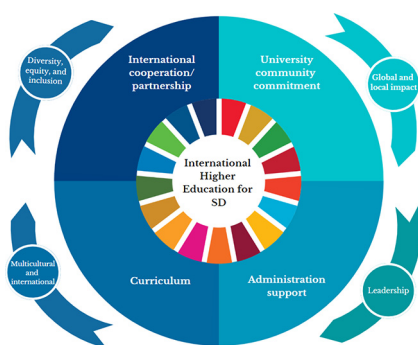 Diversity,
equity, and
inclusion
International
cooperation/
partnership
University
community
commitment
Global and
local impact
International
Higher
Education for
SD
Multicultural
and
international
Curriculum
Administration
support
Leadership